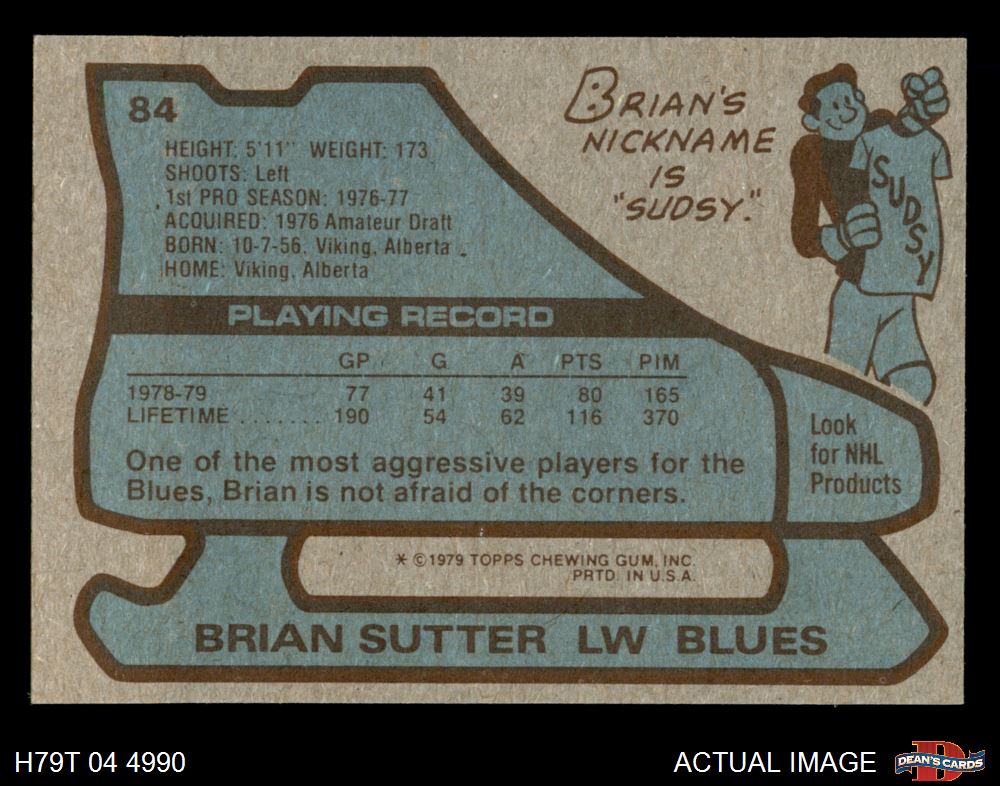 84
HEIGHT: 5'11" WEIGHT: 173
SHOOTS: Left
1st PRO SEASON: 1976-77
ACQUIRED: 1976 Amateur Draft
BORN: 10-7-56, Viking, Alberta
HOME: Viking, Alberta
BRIAN'S
NICKNAME
IS
"SUDSY."
SUDSY
PLAYING RECORD
GP G A PTS PIM
1978-79 77 41 39 80 165
LIFETIME ....... 190 54 62 116 370
One of the most aggressive players for the
Blues, Brian is not afraid of the corners.
Look
for NHL
Products
* ©1979 TOPPS CHEWING GUM, INC.
PRTD. IN U.S.A.
BRIAN SUTTER LW BLUES
H79T 04 4990
ACTUAL IMAGE
D
DEAN'S CARDS